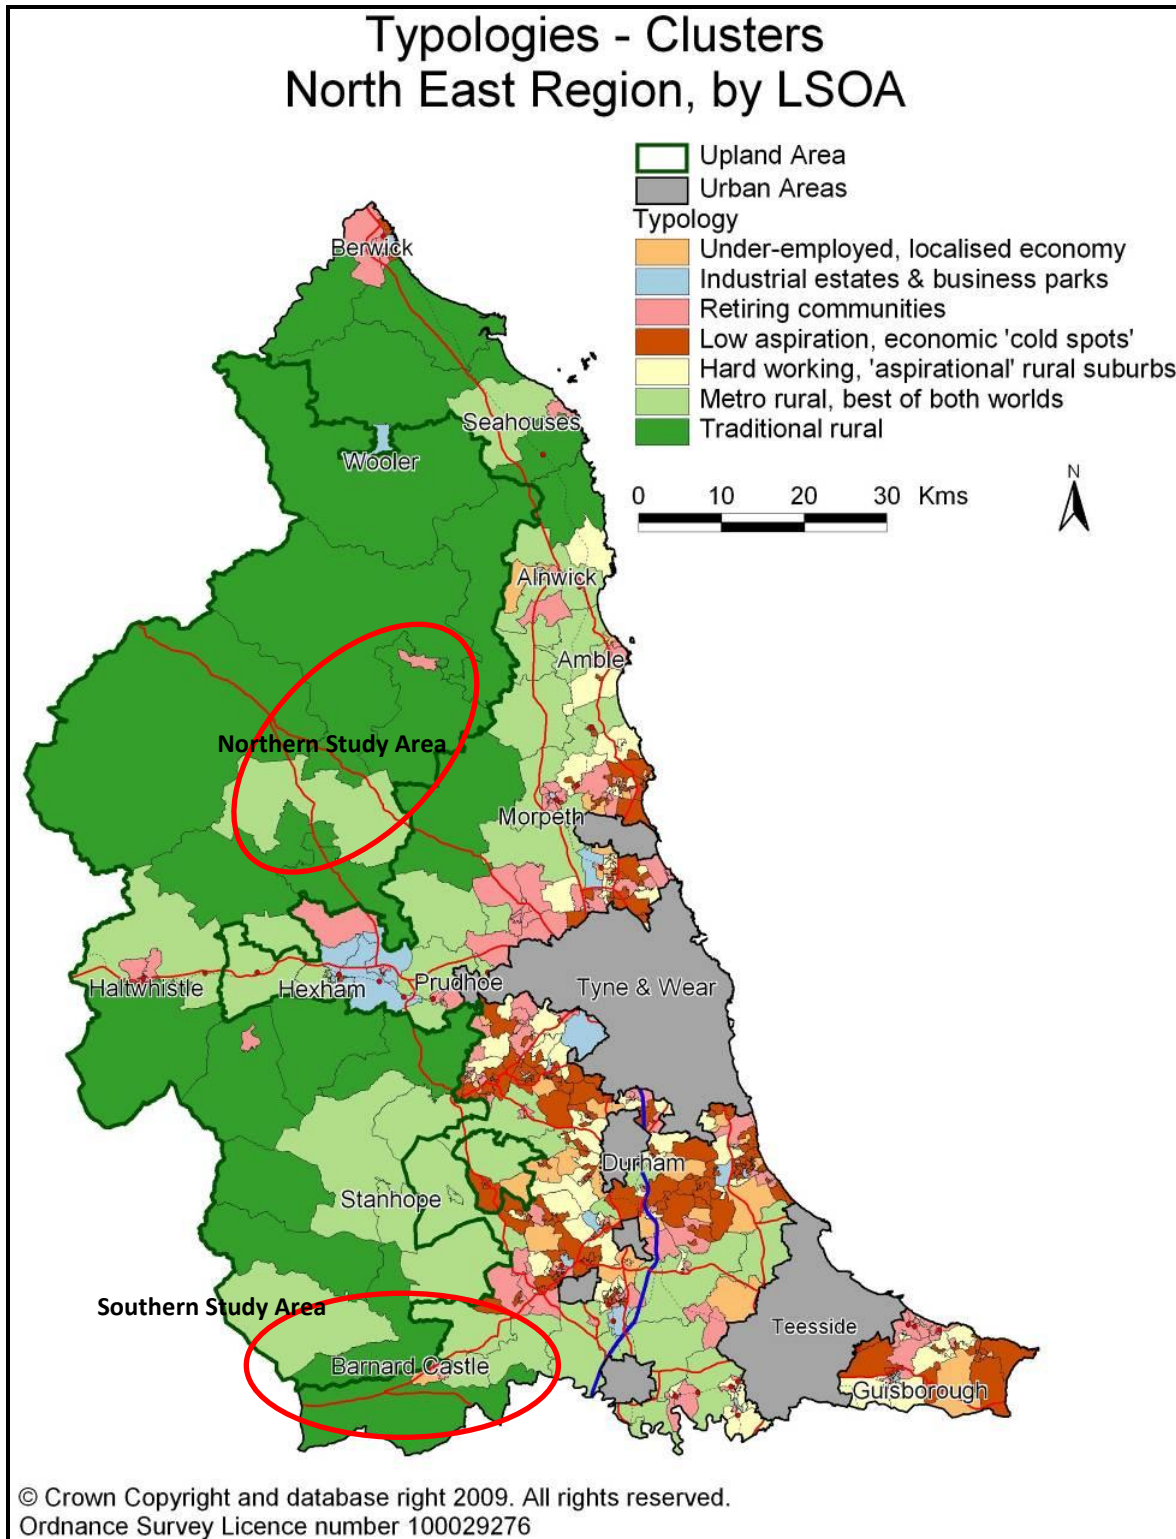 Typologies - Clusters
North East Region, by LSOA
Upland Area
Urban Areas
Typology
Under-employed, localised economy
Industrial estates & business parks
Retiring communities
Low aspiration, economic 'cold spots'
Hard working, 'aspirational' rural suburbs
Metro rural, best of both worlds
Traditional rural
0 10 20 30 Kms
N
Berwick
Seahouses
Wooler
Alnwick
Amble
Northern Study Area
Morpeth
Haltwhistle
Hexham
Prudhoe
Tyne & Wear
Durham
Stanhope
Southern Study Area
Teesside
Barnard Castle
Guisborough
© Crown Copyright and database right 2009. All rights reserved.
Ordnance Survey Licence number 100029276